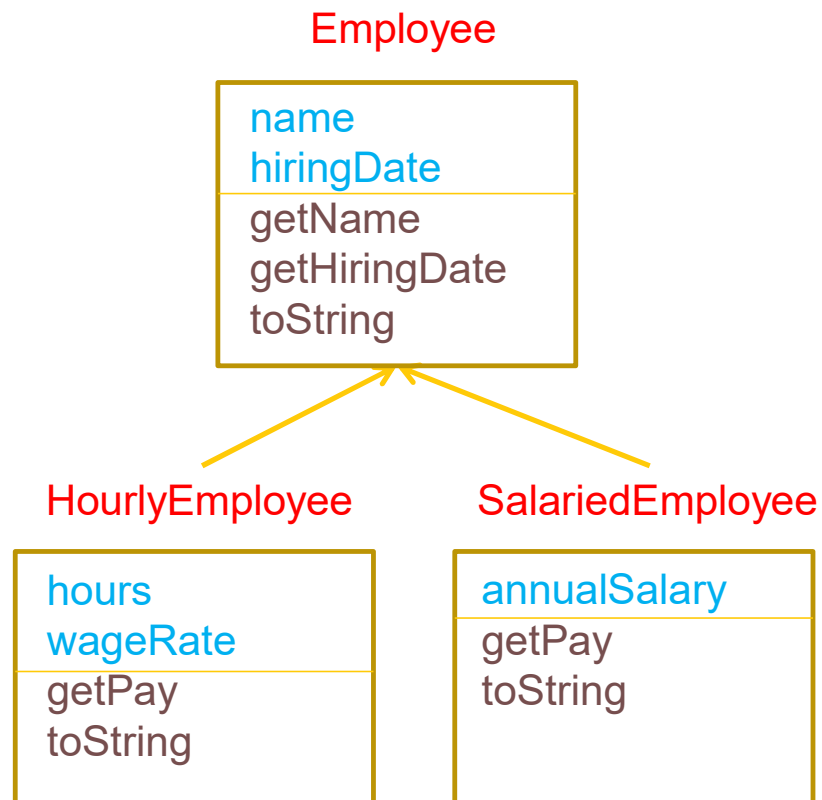 Employee
name
hiringDate
getName
getHiringDate
toString
HourlyEmployee
SalariedEmployee
hours
wageRate
getPay
toString
annualSalary
getPay
toString